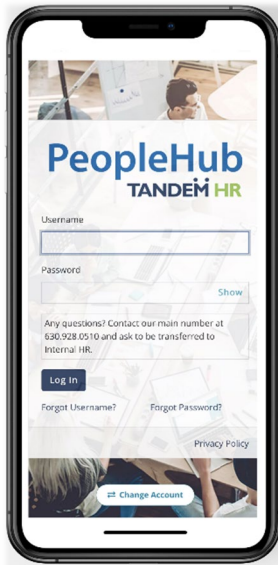 PeopleHub
TANDEM HR
Username
Password
Show
Any questions? Contact our main number at
630.928.0510 and ask to be transferred to
Internal HR.
Log In
Forgot Username? Forgot Password?
Privacy Policy
⇄ Change Account